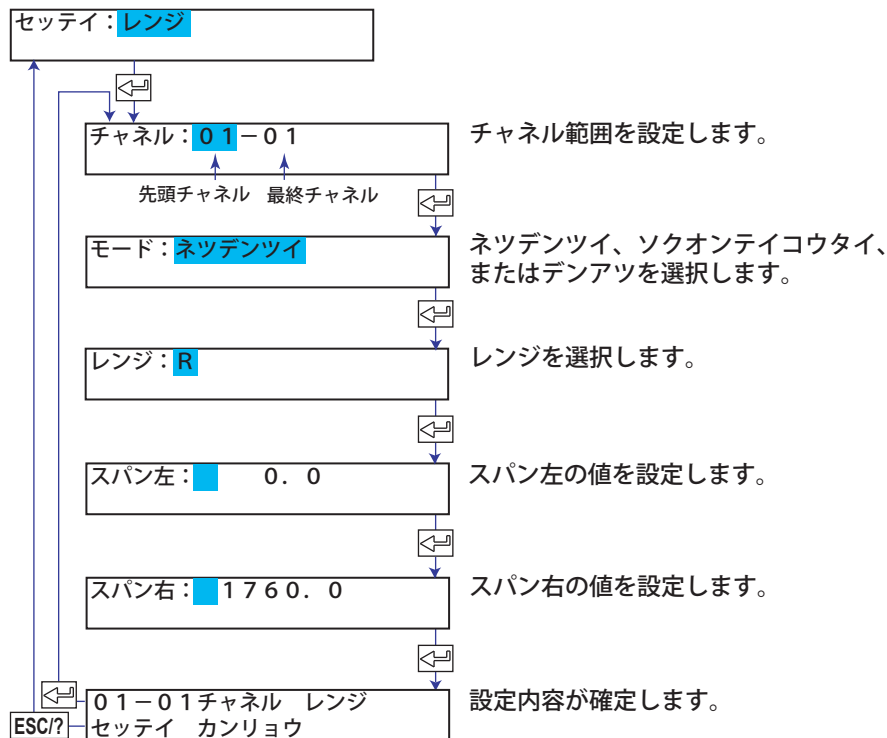 セッテイ：レンジ
チャネル：０１－０１
チャネル範囲を設定します。
先頭チャネル 最終チャネル
モード：ネツデンツイ
ネツデンツイ、ソクオンテイコウタイ、
またはデンアツを選択します。
レンジ：R
レンジを選択します。
スパン左：　０．０
スパン左の値を設定します。
スパン右：　１７６０．０
スパン右の値を設定します。
０１－０１チャネル　レンジ
設定内容が確定します。
ESC/?
セッテイ　カンリョウ